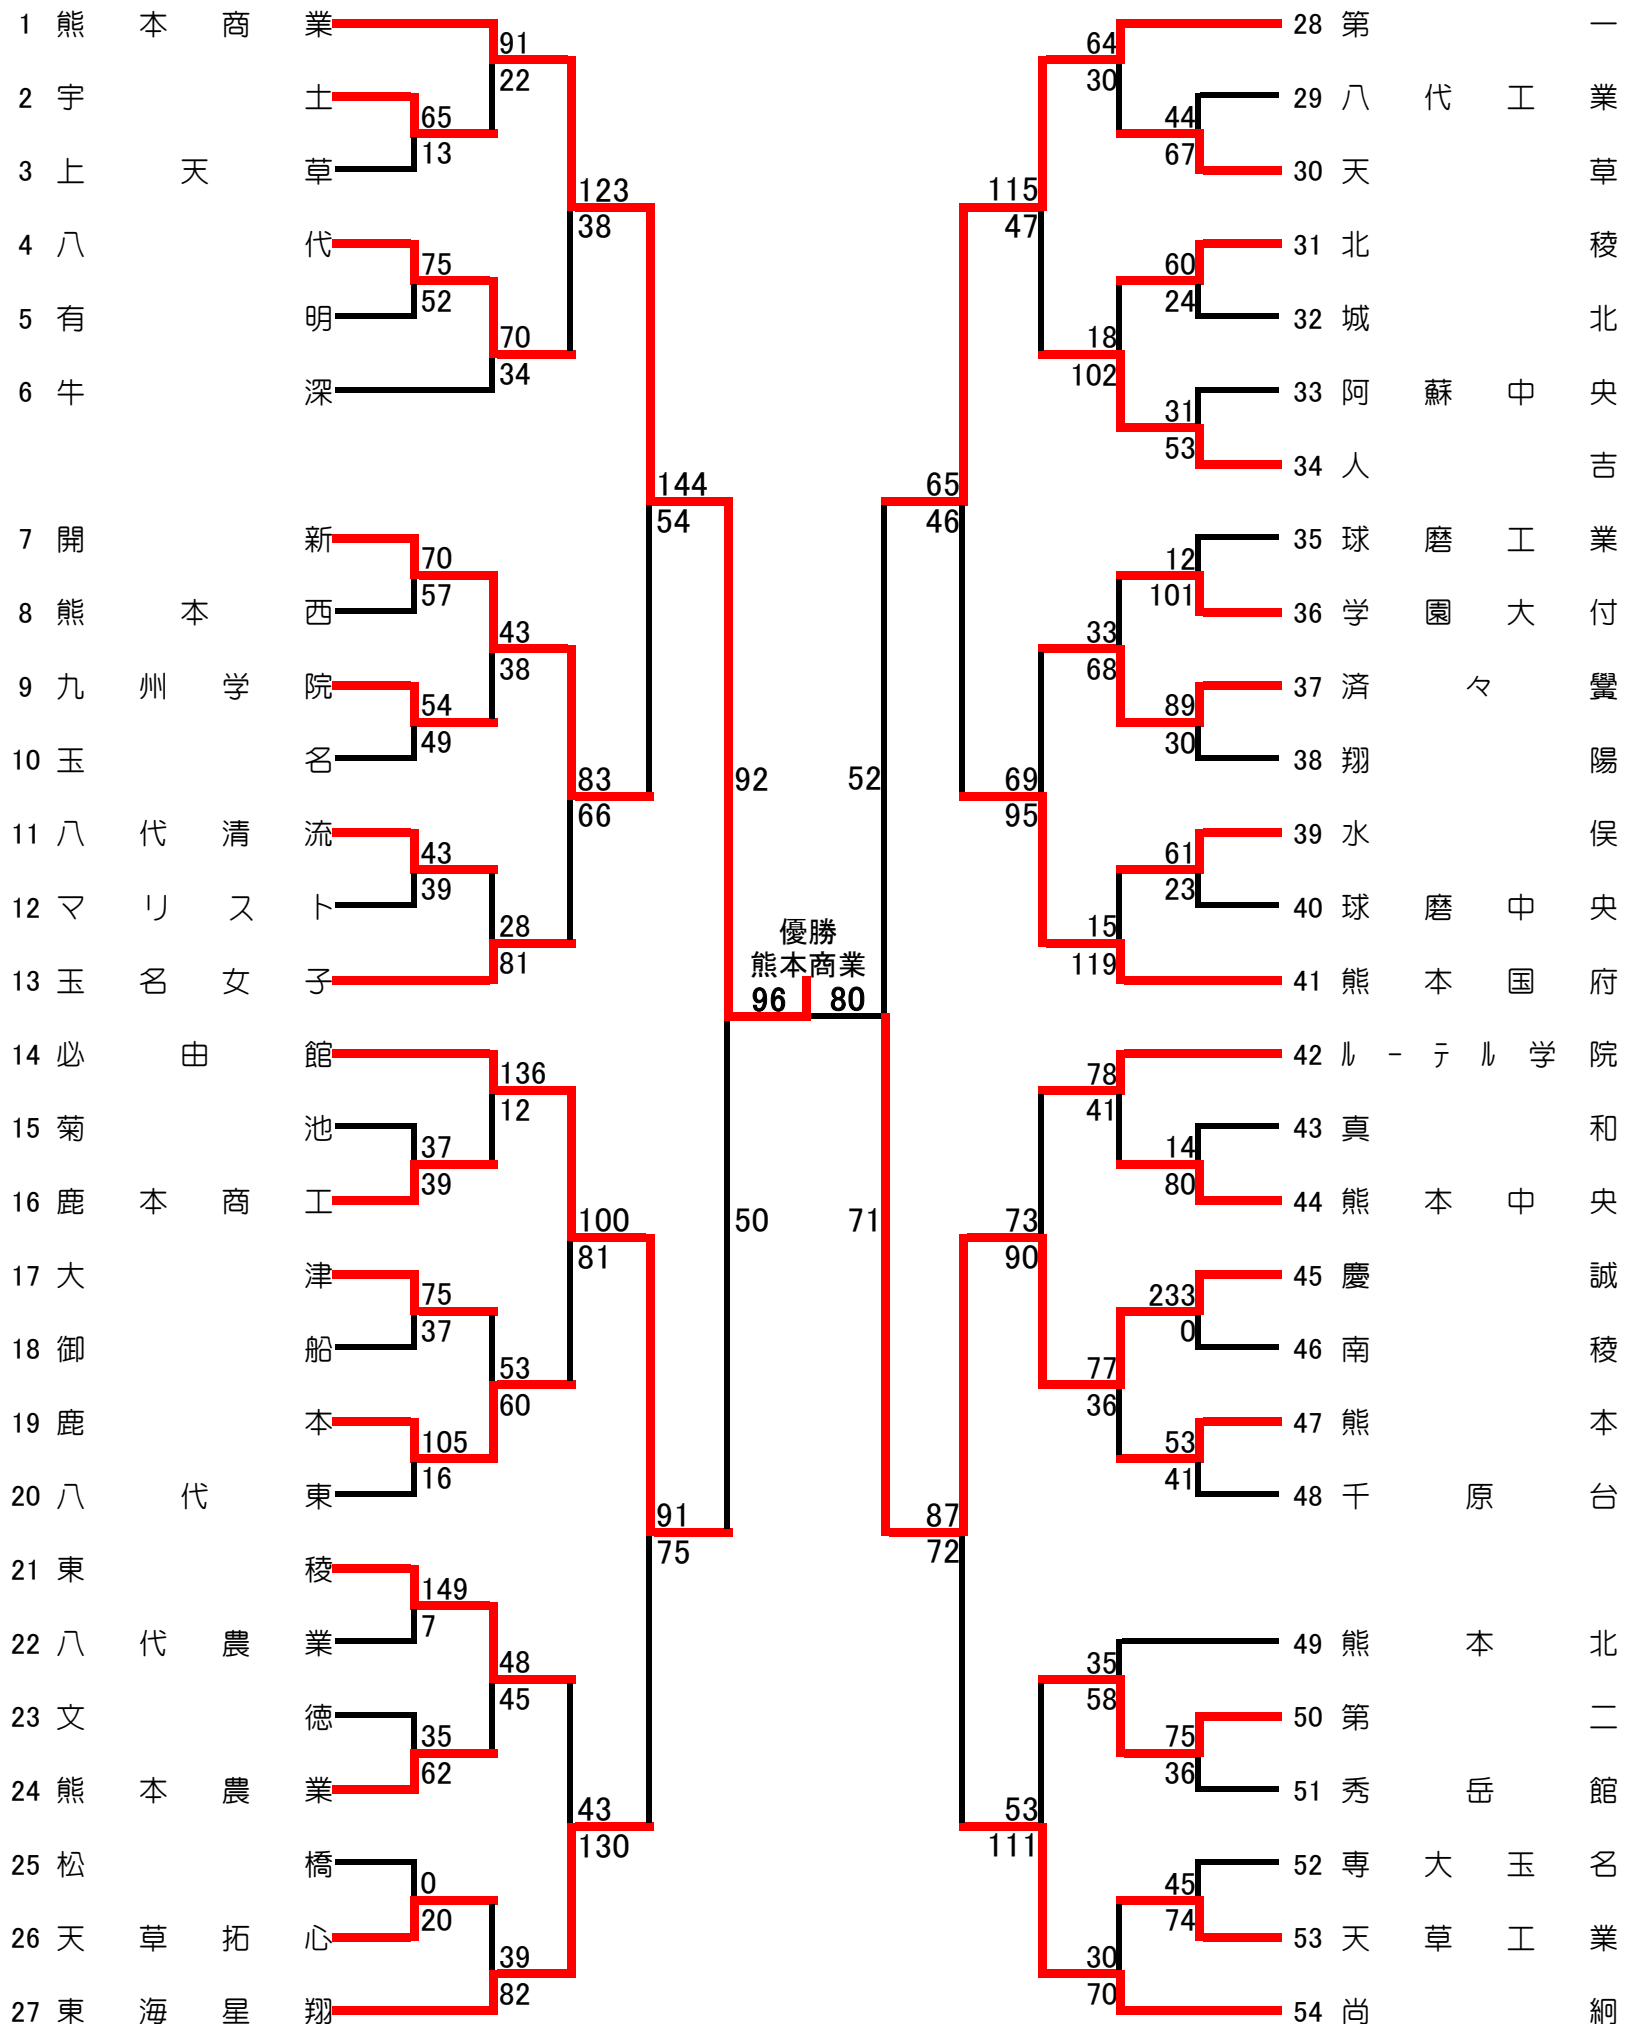 1 熊本商業
2 宇士
3 上天草
4 八代
5 有明
6 牛深
7 開新
8 熊本西
9 九州学院
10 玉名
11 八代清流
12 マリスト
13 玉名女子
14 必由館
15 菊池
16 鹿本商工
17 大津
18 御船
19 鹿本
20 八代東
21 東稜
22 八代農業
23 文徳
24 熊本農業
25 松橋
26 天草拓心
27 東海星翔
91
22
65
13
123
38
75
52
70
34
144
54
70
57
43
38
54
49
83
66
43
39
28
81
92
136
12
37
39
100
81
75
37
53
60
105
16
50
91
75
149
7
48
45
35
62
43
130
0
20
39
82
優勝
熊本商業
96 80
64
30
44
67
115
47
60
24
18
102
31
53
65
46
12
101
33
68
89
30
52
69
95
61
23
15
119
78
41
14
80
71
73
90
233
0
77
36
53
41
87
72
35
58
75
36
53
111
45
74
30
70
28 第一
29 八代工業
30 天草
31 北稜
32 城北
33 阿蘇中央
34 人吉
35 球磨工業
36 学園大付
37 済々黌
38 翔陽
39 水俣
40 球磨中央
41 熊本国府
42 ﾙｰﾃﾙ学院
43 真和
44 熊本中央
45 慶誠
46 南稜
47 熊本
48 千原台
49 熊本北
50 第二
51 秀岳館
52 専大玉名
53 天草工業
54 尚絅